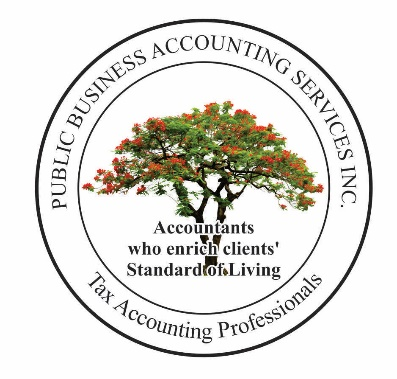 PUBLIC BUSINESS ACCOUNTING SERVICES INC.
Accountants
who enrich clients'
Standard of Living
Tax Accounting Professionals